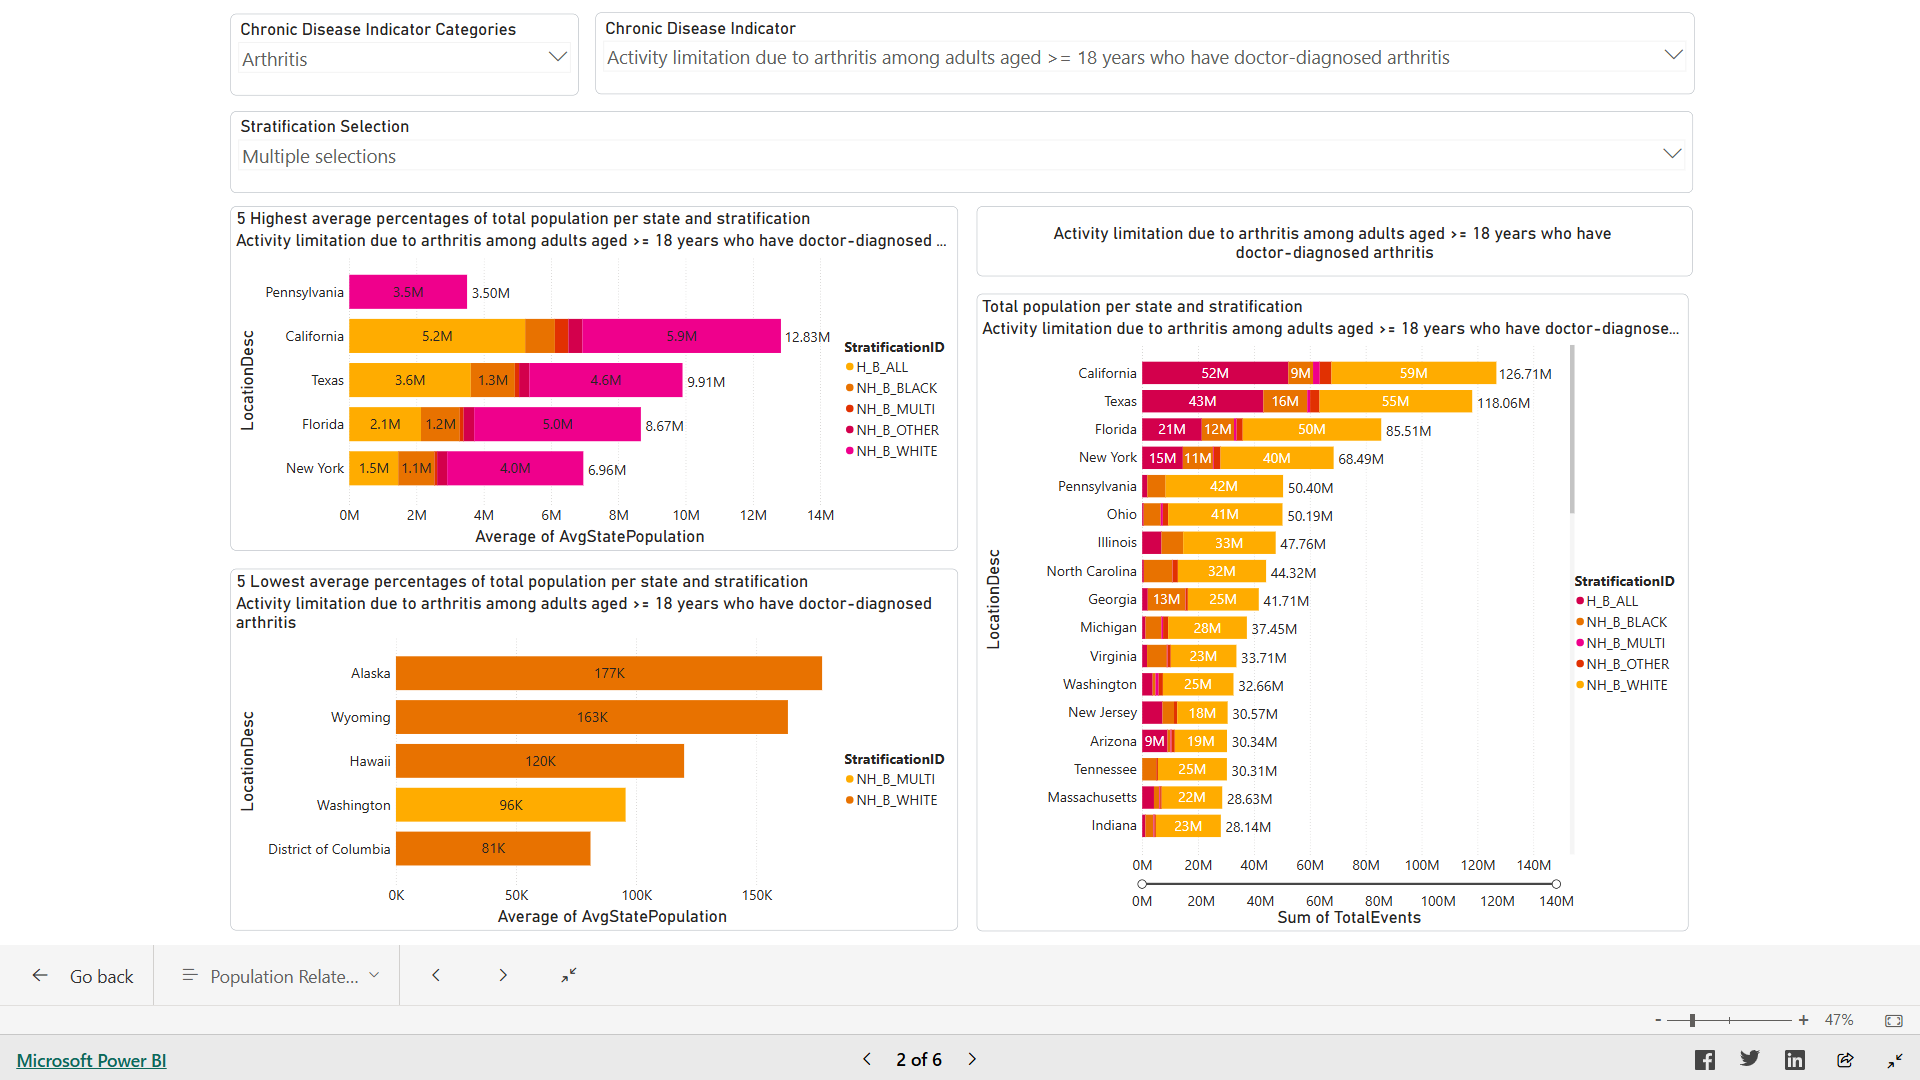 Chronic Disease Indicator Categories
Arthritis
Chronic Disease Indicator
Activity limitation due to arthritis among adults aged >= 18 years who have doctor-diagnosed arthritis
Stratification Selection
Multiple selections
5 Highest average percentages of total population per state and stratification
Activity limitation due to arthritis among adults aged >= 18 years who have doctor-diagnosed ...
LocationDesc
Pennsylvania 3.5M 3.50M
California 5.2M 5.9M 12.83M
Texas 3.6M 1.3M 4.6M 9.91M
Florida 2.1M 1.2M 5.0M 8.67M
New York 1.5M 1.1M 4.0M 6.96M
0M 2M 4M 6M 8M 10M 12M 14M
Average of AvgStatePopulation
StratificationID
H_B_ALL
NH_B_BLACK
NH_B_MULTI
NH_B_OTHER
NH_B_WHITE
5 Lowest average percentages of total population per state and stratification
Activity limitation due to arthritis among adults aged >= 18 years who have doctor-diagnosed
arthritis
LocationDesc
Alaska 177K
Wyoming 163K
Hawaii 120K
Washington 96K
District of Columbia 81K
0K 50K 100K 150K
Average of AvgStatePopulation
StratificationID
NH_B_MULTI
NH_B_WHITE
Activity limitation due to arthritis among adults aged >= 18 years who have
doctor-diagnosed arthritis
Total population per state and stratification
Activity limitation due to arthritis among adults aged >= 18 years who have doctor-diagnose...
LocationDesc
California 52M 9M 59M 126.71M
Texas 43M 16M 55M 118.06M
Florida 21M 12M 50M 85.51M
New York 15M 11M 40M 68.49M
Pennsylvania 42M 50.40M
Ohio 41M 50.19M
Illinois 33M 47.76M
North Carolina 32M 44.32M
Georgia 13M 25M 41.71M
Michigan 28M 37.45M
Virginia 23M 33.71M
Washington 25M 32.66M
New Jersey 18M 30.57M
Arizona 9M 19M 30.34M
Tennessee 25M 30.31M
Massachusetts 22M 28.63M
Indiana 23M 28.14M
0M 20M 40M 60M 80M 100M 120M 140M
0M 20M 40M 60M 80M 100M 120M 140M
Sum of TotalEvents
StratificationID
H_B_ALL
NH_B_BLACK
NH_B_MULTI
NH_B_OTHER
NH_B_WHITE
Go back
Population Relate...
- + 47%
Microsoft Power BI
2 of 6